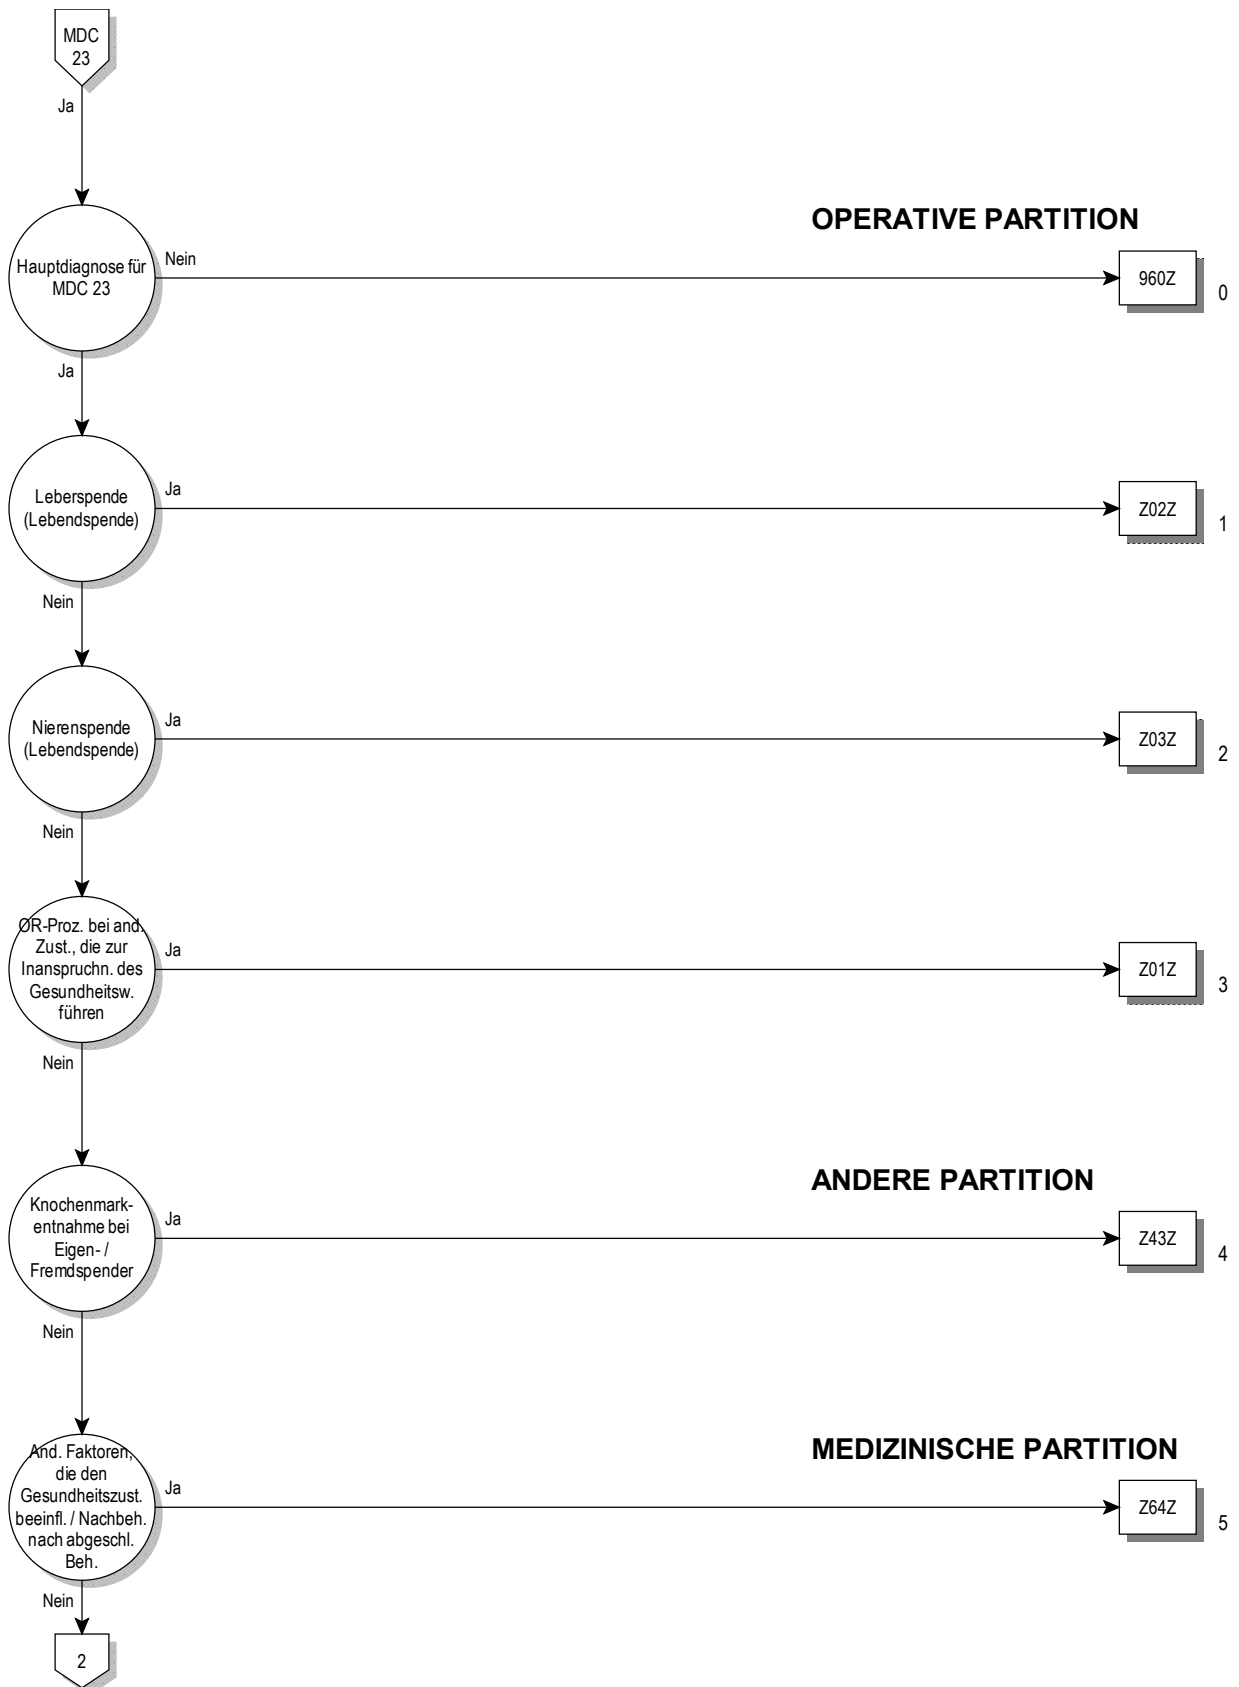 MDC
23
Ja
OPERATIVE PARTITION
Hauptdiagnose für
MDC 23
Nein
960Z
0
Ja
Leberspende
(Lebendspende)
Ja
Z02Z
1
Nein
Nierenspende
(Lebendspende)
Ja
Z03Z
2
Nein
OR-Proz. bei and.
Zust., die zur
Inanspruchn. des
Gesundheitsw.
führen
Ja
Z01Z
3
Nein
ANDERE PARTITION
Knochenmark-
entnahme bei
Eigen- /
Fremdspender
Ja
Z43Z
4
Nein
MEDIZINISCHE PARTITION
And. Faktoren,
die den
Gesundheitszust.
beeinfl. / Nachbeh.
nach abgeschl.
Beh.
Ja
Z64Z
5
Nein
2